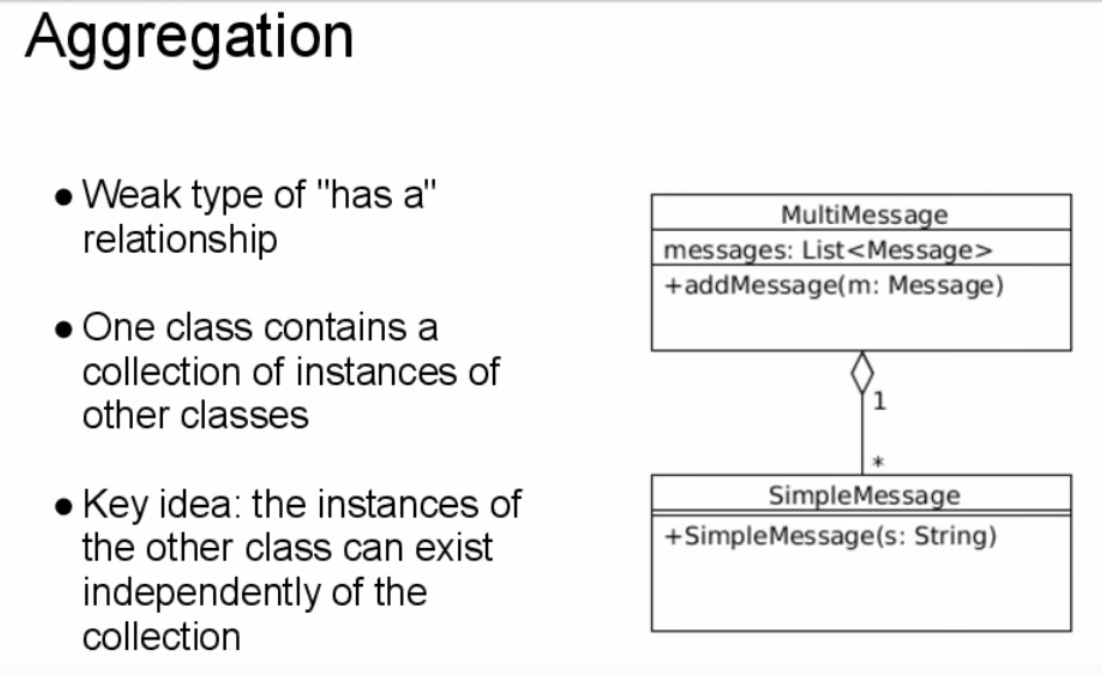 Aggregation
● Weak type of "has a"
relationship
● One class contains a
collection of instances of
other classes
● Key idea: the instances of
the other class can exist
independently of the
collection
MultiMessage
messages: List<Message>
+addMessage(m: Message)
1
*
SimpleMessage
+SimpleMessage(s: String)